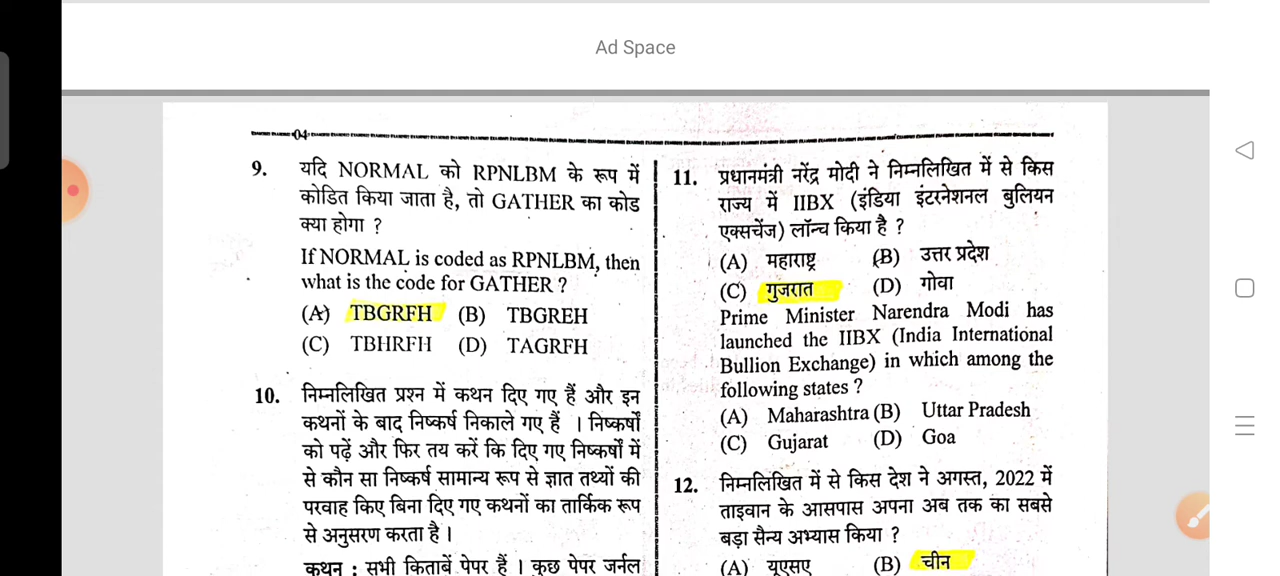 Ad Space
04
9. यदि NORMAL को RPNLBM के रूप में
कोडित किया जाता है, तो GATHER का कोड
क्या होगा ?
If NORMAL is coded as RPNLBM, then
what is the code for GATHER ?
(A) TBGRFH (B) TBGREH
(C) TBHRFH (D) TAGRFH
10. निम्नलिखित प्रश्न में कथन दिए गए हैं और इन
कथनों के बाद निष्कर्ष निकाले गए हैं । निष्कर्षों
को पढ़ें और फिर तय करें कि दिए गए निष्कर्षों में
से कौन सा निष्कर्ष सामान्य रूप से ज्ञात तथ्यों की
परवाह किए बिना दिए गए कथनों का तार्किक रूप
से अनुसरण करता है ।
कथन : सभी किताबें पेपर हैं । कुछ पेपर जर्नल
11. प्रधानमंत्री नरेंद्र मोदी ने निम्नलिखित में से किस
राज्य में IIBX (इंडिया इंटरनेशनल बुलियन
एक्सचेंज) लॉन्च किया है ?
(A) महाराष्ट्र (B) उत्तर प्रदेश
(C) गुजरात (D) गोवा
Prime Minister Narendra Modi has
launched the IIBX (India International
Bullion Exchange) in which among the
following states ?
(A) Maharashtra (B) Uttar Pradesh
(C) Gujarat (D) Goa
12. निम्नलिखित में से किस देश ने अगस्त, 2022 में
ताइवान के आसपास अपना अब तक का सबसे
बड़ा सैन्य अभ्यास किया ?
(A) यूएसए (B) चीन